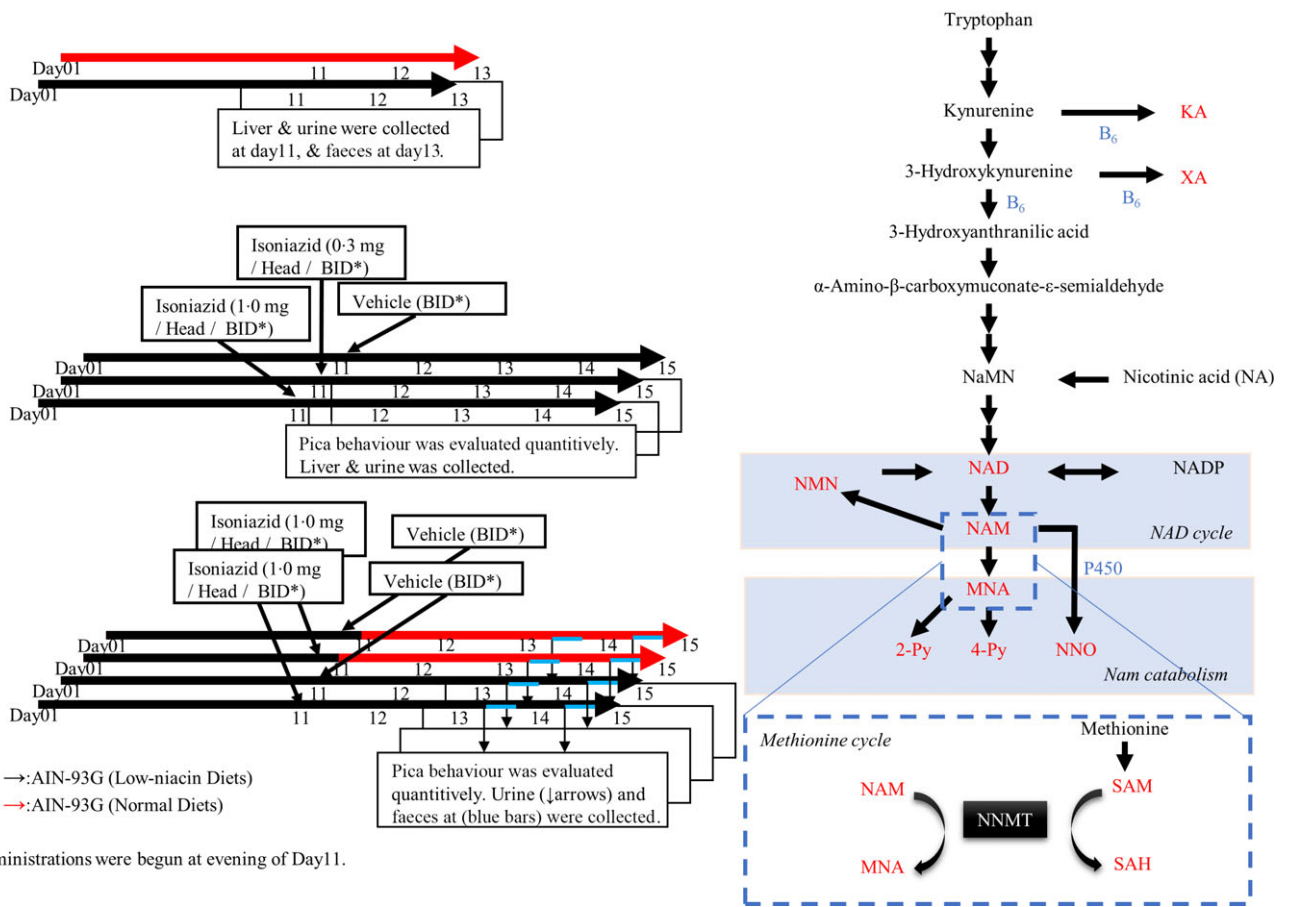 Day01
11
12
13
Day01
11
12
13
Liver & urine were collected
at day11, & faeces at day13.
Isoniazid (0·3 mg
/ Head / BID*)
Isoniazid (1·0 mg
/ Head / BID*)
Vehicle (BID*)
Day01
11
12
13
14
15
Day01
11
12
13
14
15
Day01
11
12
13
14
15
Pica behaviour was evaluated quantitively.
Liver & urine was collected.
Isoniazid (1·0 mg
/ Head / BID*)
Isoniazid (1·0 mg
/ Head / BID*)
Vehicle (BID*)
Vehicle (BID*)
Day01
11
12
13
14
15
Day01
11
12
13
14
15
Day01
11
12
13
14
15
Day01
11
12
13
14
15
Pica behaviour was evaluated
quantitively. Urine (↓arrows) and
faeces at (blue bars) were collected.
→:AIN-93G (Low-niacin Diets)
→:AIN-93G (Normal Diets)
ministrations were begun at evening of Day11.
Tryptophan
Kynurenine
KA
B₆
3-Hydroxykynurenine
XA
B₆
B₆
3-Hydroxyanthranilic acid
α-Amino-β-carboxymuconate-ε-semialdehyde
NaMN
Nicotinic acid (NA)
NMN
NAD
NADP
NAM
NAD cycle
P450
MNA
2-Py
4-Py
NNO
Nam catabolism
Methionine cycle
Methionine
NAM
SAM
NNMT
MNA
SAH